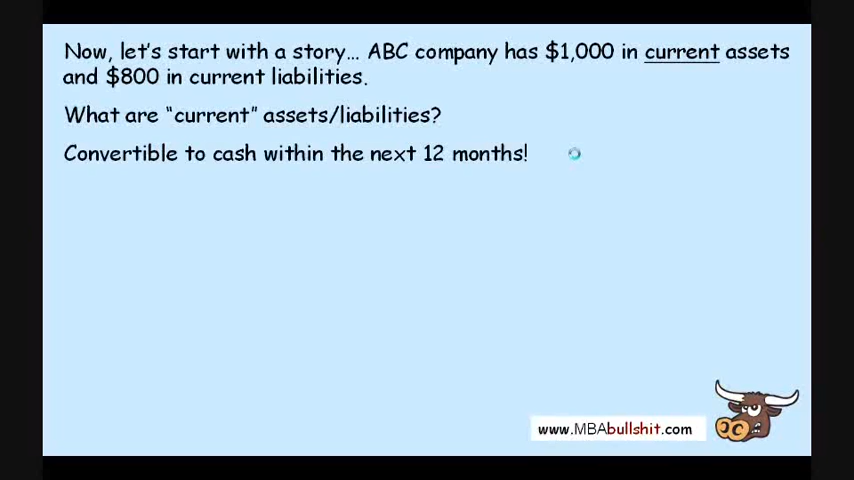 Now, let's start with a story... ABC company has $1,000 in current assets
and $800 in current liabilities.
What are "current" assets/liabilities?
Convertible to cash within the next 12 months!
www.MBAbullshit.com